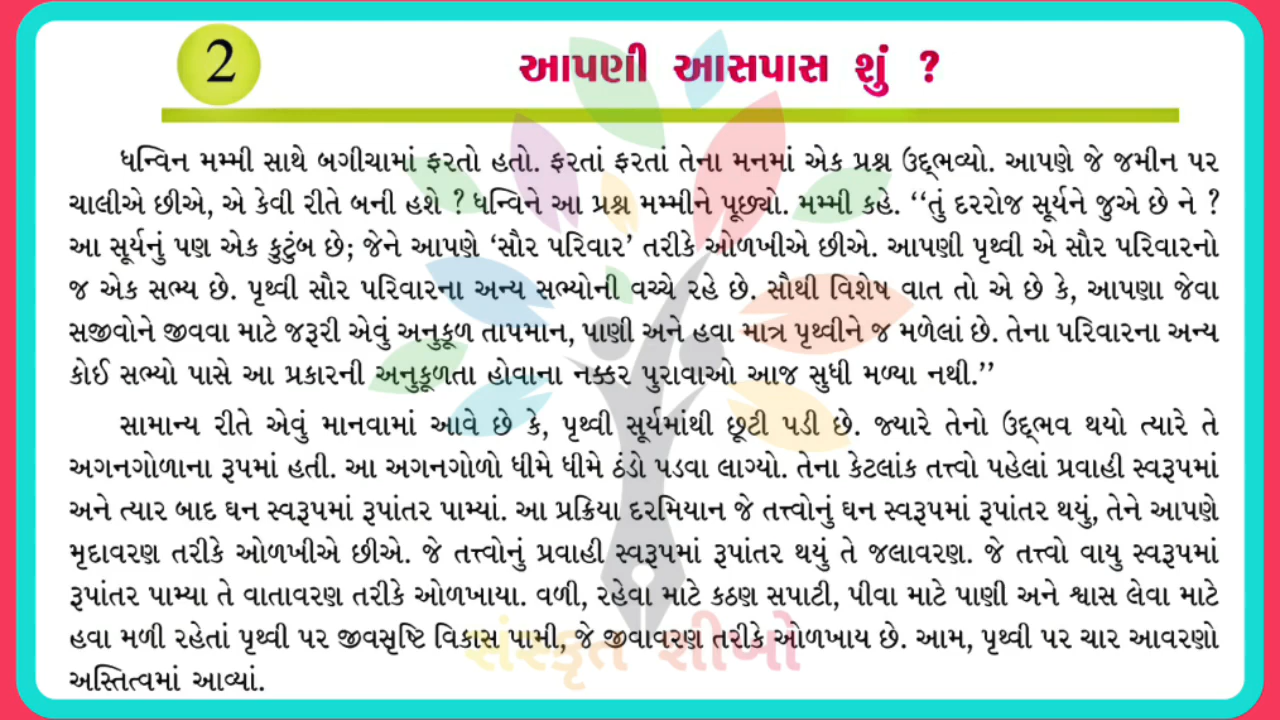 2
આપણી આસપાસ શું ?
ધન્વિન મમ્મી સાથે બગીચામાં ફરતો હતો. ફરતાં ફરતાં તેના મનમાં એક પ્રશ્ન ઉદ્દભવ્યો. આપણે જે જમીન પર
ચાલીએ છીએ, એ કેવી રીતે બની હશે ? ધન્વિને આ પ્રશ્ન મમ્મીને પૂછ્યો. મમ્મી કહે. ‘‘તું દરરોજ સૂર્યને જુએ છે ને ?
આ સૂર્યનું પણ એક કુટુંબ છે; જેને આપણે ‘સૌર પરિવાર’ તરીકે ઓળખીએ છીએ. આપણી પૃથ્વી એ સૌર પરિવારનો
જ એક સભ્ય છે. પૃથ્વી સૌર પરિવારના અન્ય સભ્યોની વચ્ચે રહે છે. સૌથી વિશેષ વાત તો એ છે કે, આપણા જેવા
સજીવોને જીવવા માટે જરૂરી એવું અનુકૂળ તાપમાન, પાણી અને હવા માત્ર પૃથ્વીને જ મળેલાં છે. તેના પરિવારના અન્ય
કોઈ સભ્યો પાસે આ પ્રકારની અનુકૂળતા હોવાના નક્કર પુરાવાઓ આજ સુધી મળ્યા નથી.’’
સામાન્ય રીતે એવું માનવામાં આવે છે કે, પૃથ્વી સૂર્યમાંથી છૂટી પડી છે. જ્યારે તેનો ઉદ્દભવ થયો ત્યારે તે
અગનગોળાના રૂપમાં હતી. આ અગનગોળો ધીમે ધીમે ઠંડો પડવા લાગ્યો. તેના કેટલાંક તત્ત્વો પહેલાં પ્રવાહી સ્વરૂપમાં
અને ત્યાર બાદ ઘન સ્વરૂપમાં રૂપાંતર પામ્યાં. આ પ્રક્રિયા દરમિયાન જે તત્ત્વોનું ઘન સ્વરૂપમાં રૂપાંતર થયું, તેને આપણે
મૃદાવરણ તરીકે ઓળખીએ છીએ. જે તત્ત્વોનું પ્રવાહી સ્વરૂપમાં રૂપાંતર થયું તે જલાવરણ. જે તત્ત્વો વાયુ સ્વરૂપમાં
રૂપાંતર પામ્યા તે વાતાવરણ તરીકે ઓળખાયા. વળી, રહેવા માટે કઠણ સપાટી, પીવા માટે પાણી અને શ્વાસ લેવા માટે
હવા મળી રહેતાં પૃથ્વી પર જીવસૃષ્ટિ વિકાસ પામી, જે જીવાવરણ તરીકે ઓળખાય છે. આમ, પૃથ્વી પર ચાર આવરણો
સંસ્કૃત શીખો
અસ્તિત્વમાં આવ્યાં.